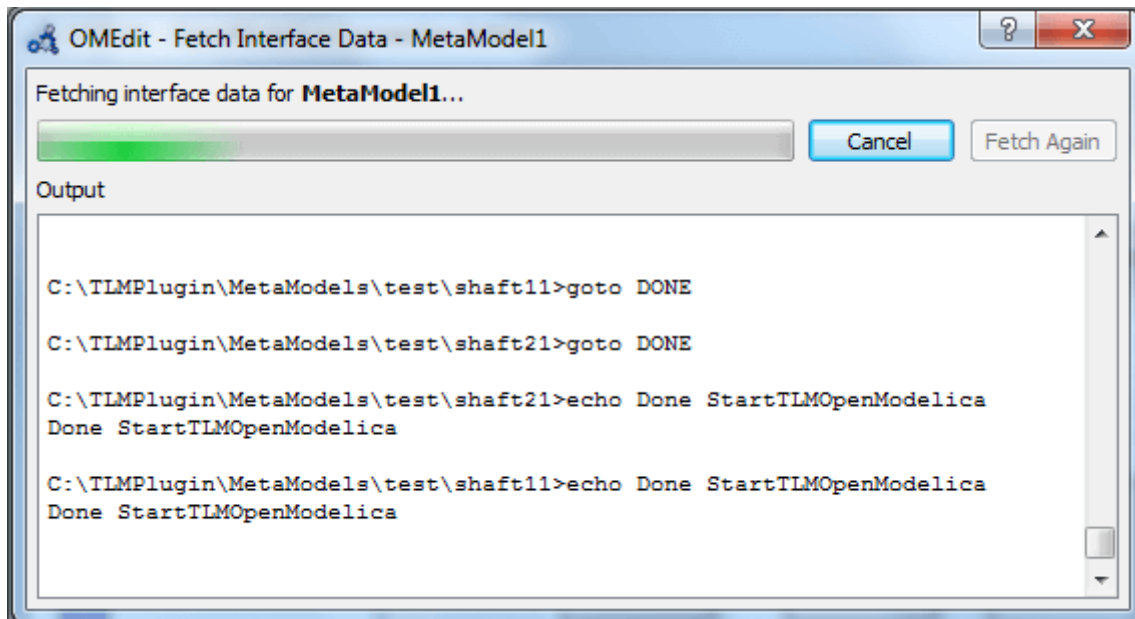 OMEdit - Fetch Interface Data - MetaModel1
Fetching interface data for MetaModel1...
Cancel
Fetch Again
Output
C:\TLMPlugin\MetaModels\test\shaft11>goto DONE
C:\TLMPlugin\MetaModels\test\shaft21>goto DONE
C:\TLMPlugin\MetaModels\test\shaft21>echo Done StartTLMOpenModelica
Done StartTLMOpenModelica
C:\TLMPlugin\MetaModels\test\shaft11>echo Done StartTLMOpenModelica
Done StartTLMOpenModelica